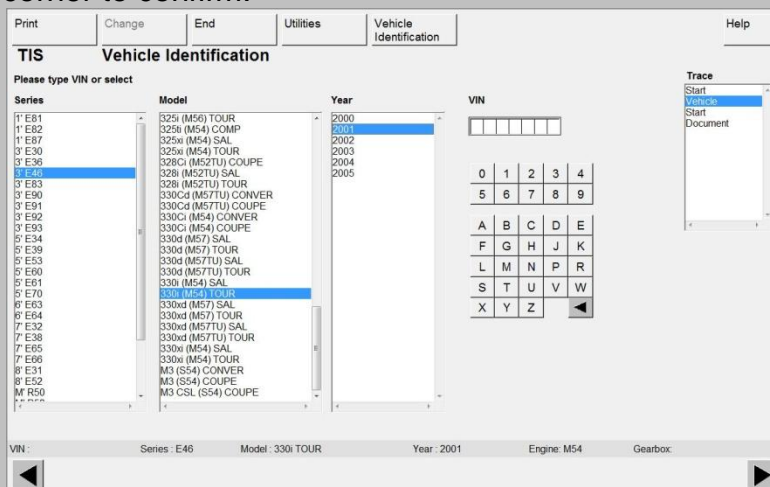 corner to confirm.
Print
Change
End
Utilities
Vehicle
Identification
Help
TIS
Vehicle Identification
Please type VIN or select
Series
1' E81
1' E82
1' E87
3' E30
3' E36
3' E46
3' E83
3' E90
3' E91
3' E92
3' E93
5' E34
5' E39
5' E53
5' E60
5' E61
5' E70
6' E63
6' E64
7' E32
7' E38
7' E65
7' E66
8' E31
8' E52
M' R50
Model
325i (M56) TOUR
325ti (M54) COMP
325xi (M54) SAL
325xi (M54) TOUR
328Ci (M52TU) COUPE
328i (M52TU) SAL
328i (M52TU) TOUR
330Cd (M57TU) CONVER
330Cd (M57TU) COUPE
330Ci (M54) CONVER
330Ci (M54) COUPE
330d (M57) SAL
330d (M57) TOUR
330d (M57TU) SAL
330d (M57TU) TOUR
330i (M54) SAL
330i (M54) TOUR
330xd (M57) SAL
330xd (M57) TOUR
330xd (M57TU) SAL
330xd (M57TU) TOUR
330xi (M54) SAL
330xi (M54) TOUR
M3 (S54) CONVER
M3 (S54) COUPE
M3 CSL (S54) COUPE
Year
2000
2001
2002
2003
2004
2005
VIN
0 1 2 3 4
5 6 7 8 9
A B C D E
F G H J K
L M N P R
S T U V W
X Y Z
Trace
Start
Vehicle
Start
Document
VIN : Series : E46 Model : 330i TOUR Year : 2001 Engine: M54 Gearbox: